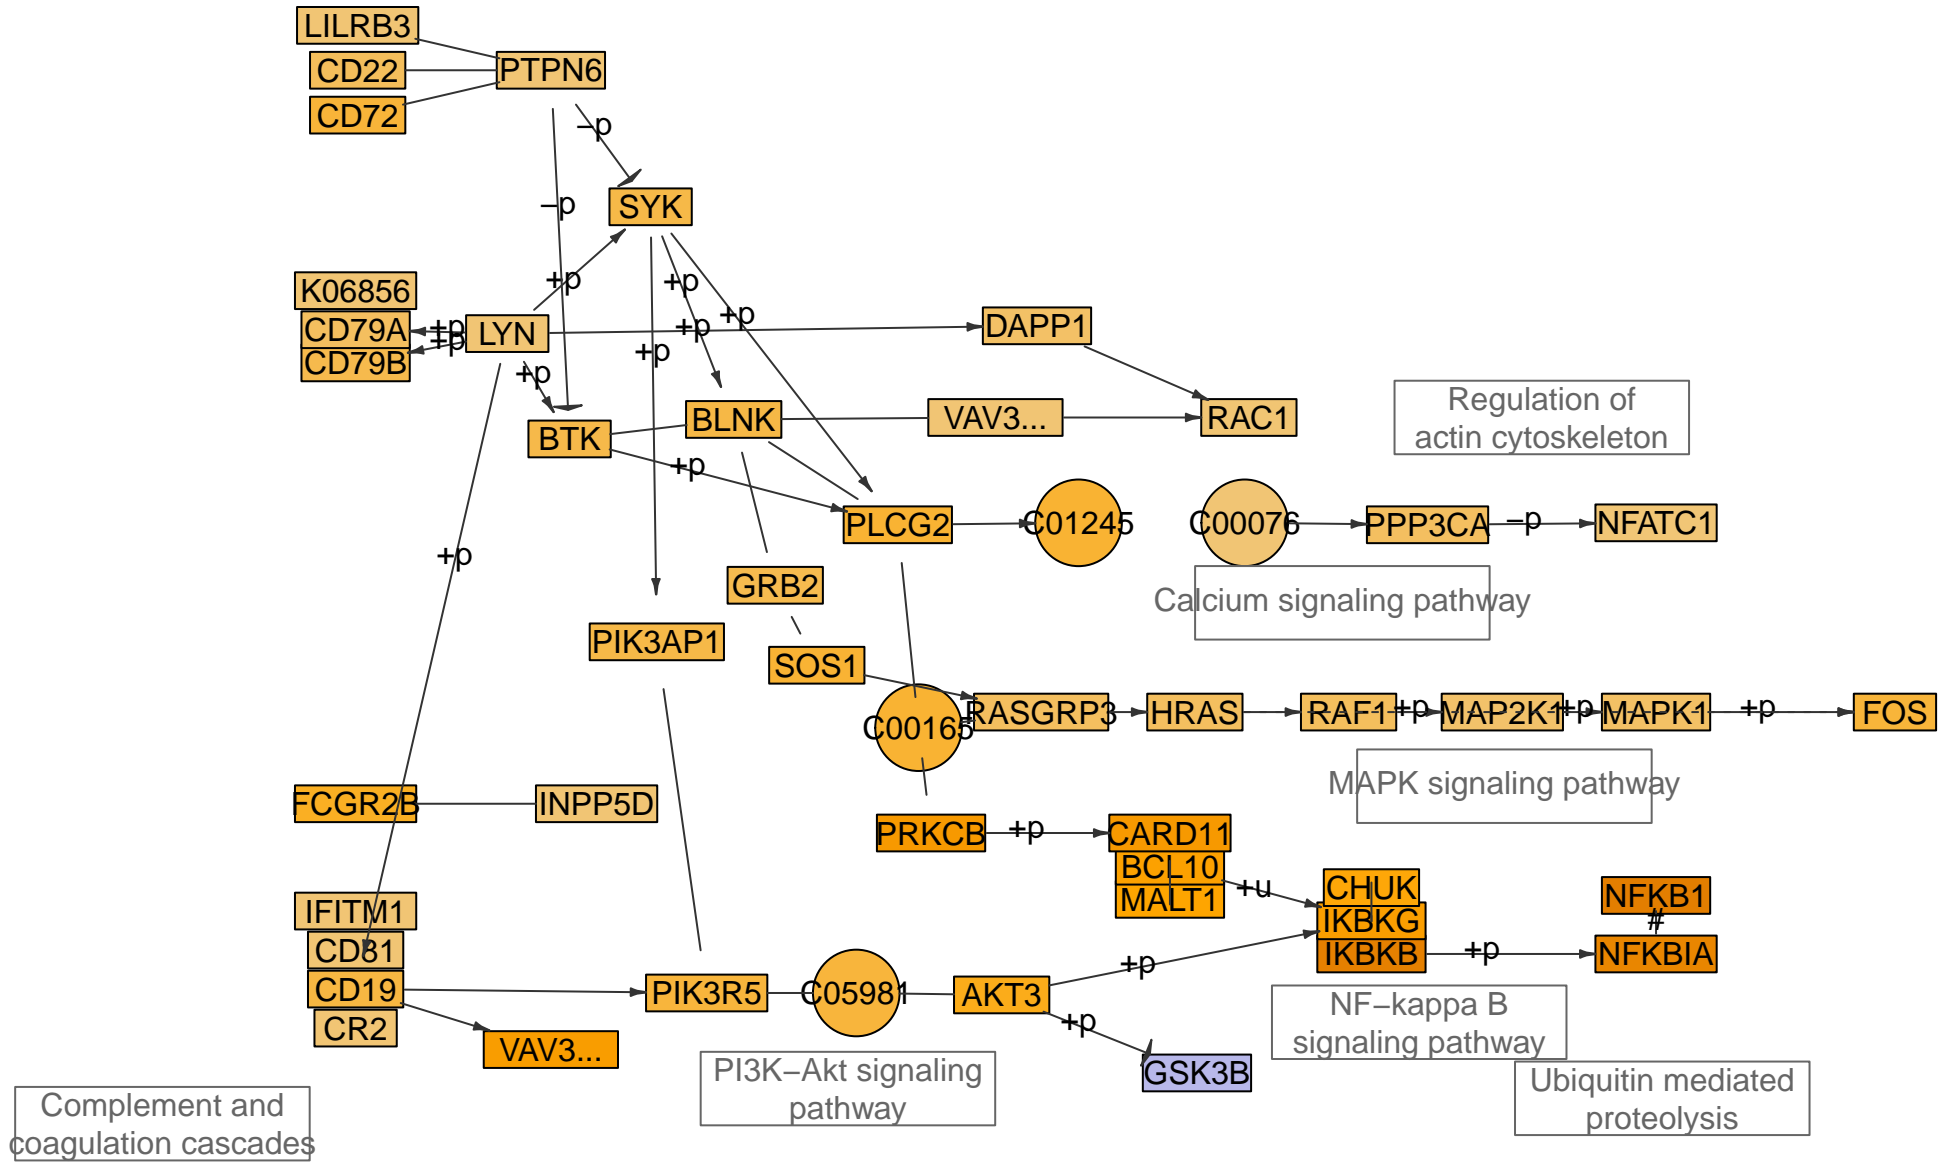 LILRB3
CD22
PTPN6
CD72
–p
SYK
–p
+p
+p
K06856
CD79A
+p
LYN
+p
+p
DAPP1
CD79B
+p
+p
+p
Regulation of
actin cytoskeleton
BTK
BLNK
VAV3...
RAC1
+p
PLCG2
C01245
C00076
PPP3CA
–p
NFATC1
+p
GRB2
Calcium signaling pathway
PIK3AP1
SOS1
C00165
RASGRP3
HRAS
RAF1
+p
MAP2K1
+p
MAPK1
+p
FOS
MAPK signaling pathway
FCGR2B
INPP5D
PRKCB
+p
CARD11
BCL10
MALT1
+u
CHUK
IKBKG
IKBKB
+p
NFKB1
#
NFKBIA
IFITM1
CD81
CD19
CR2
PIK3R5
C05981
AKT3
+p
+p
VAV3...
GSK3B
NF–kappa B
signaling pathway
PI3K–Akt signaling
pathway
Ubiquitin mediated
proteolysis
Complement and
coagulation cascades